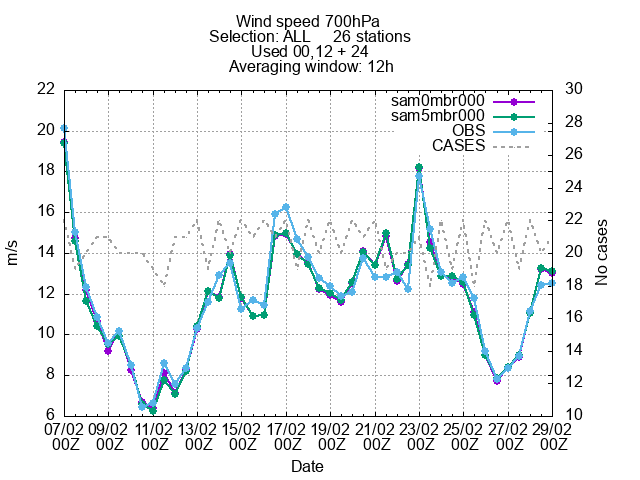 Wind speed 700hPa
Selection: ALL 26 stations
Used 00,12 + 24
Averaging window: 12h
22 30
sam0mbr000
sam5mbr000
OBS
CASES
20 28
26
18 24
16 22
m/s
14 20
No cases
12 18
16
10 14
8 12
6 10
07/02 09/02 11/02 13/02 15/02 17/02 19/02 21/02 23/02 25/02 27/02 29/02
00Z 00Z 00Z 00Z 00Z 00Z 00Z 00Z 00Z 00Z 00Z 00Z
Date